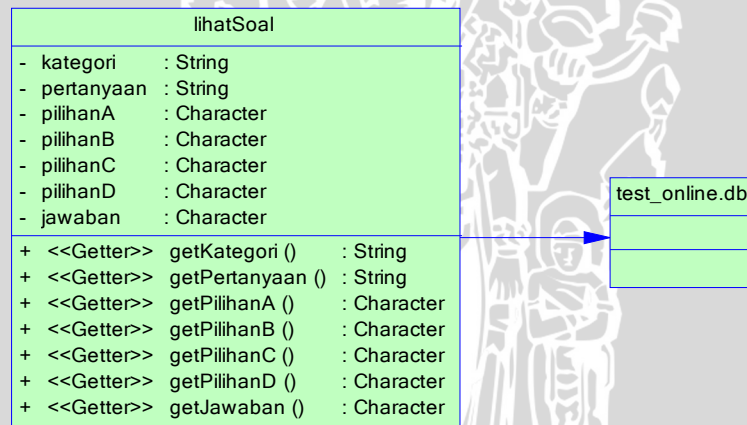 lihatSoal
- kategori : String
- pertanyaan : String
- pilihanA : Character
- pilihanB : Character
- pilihanC : Character
- pilihanD : Character
- jawaban : Character
+ <<Getter>> getKategori () : String
+ <<Getter>> getPertanyaan () : String
+ <<Getter>> getPilihanA () : Character
+ <<Getter>> getPilihanB () : Character
+ <<Getter>> getPilihanC () : Character
+ <<Getter>> getPilihanD () : Character
+ <<Getter>> getJawaban () : Character
test_online.db